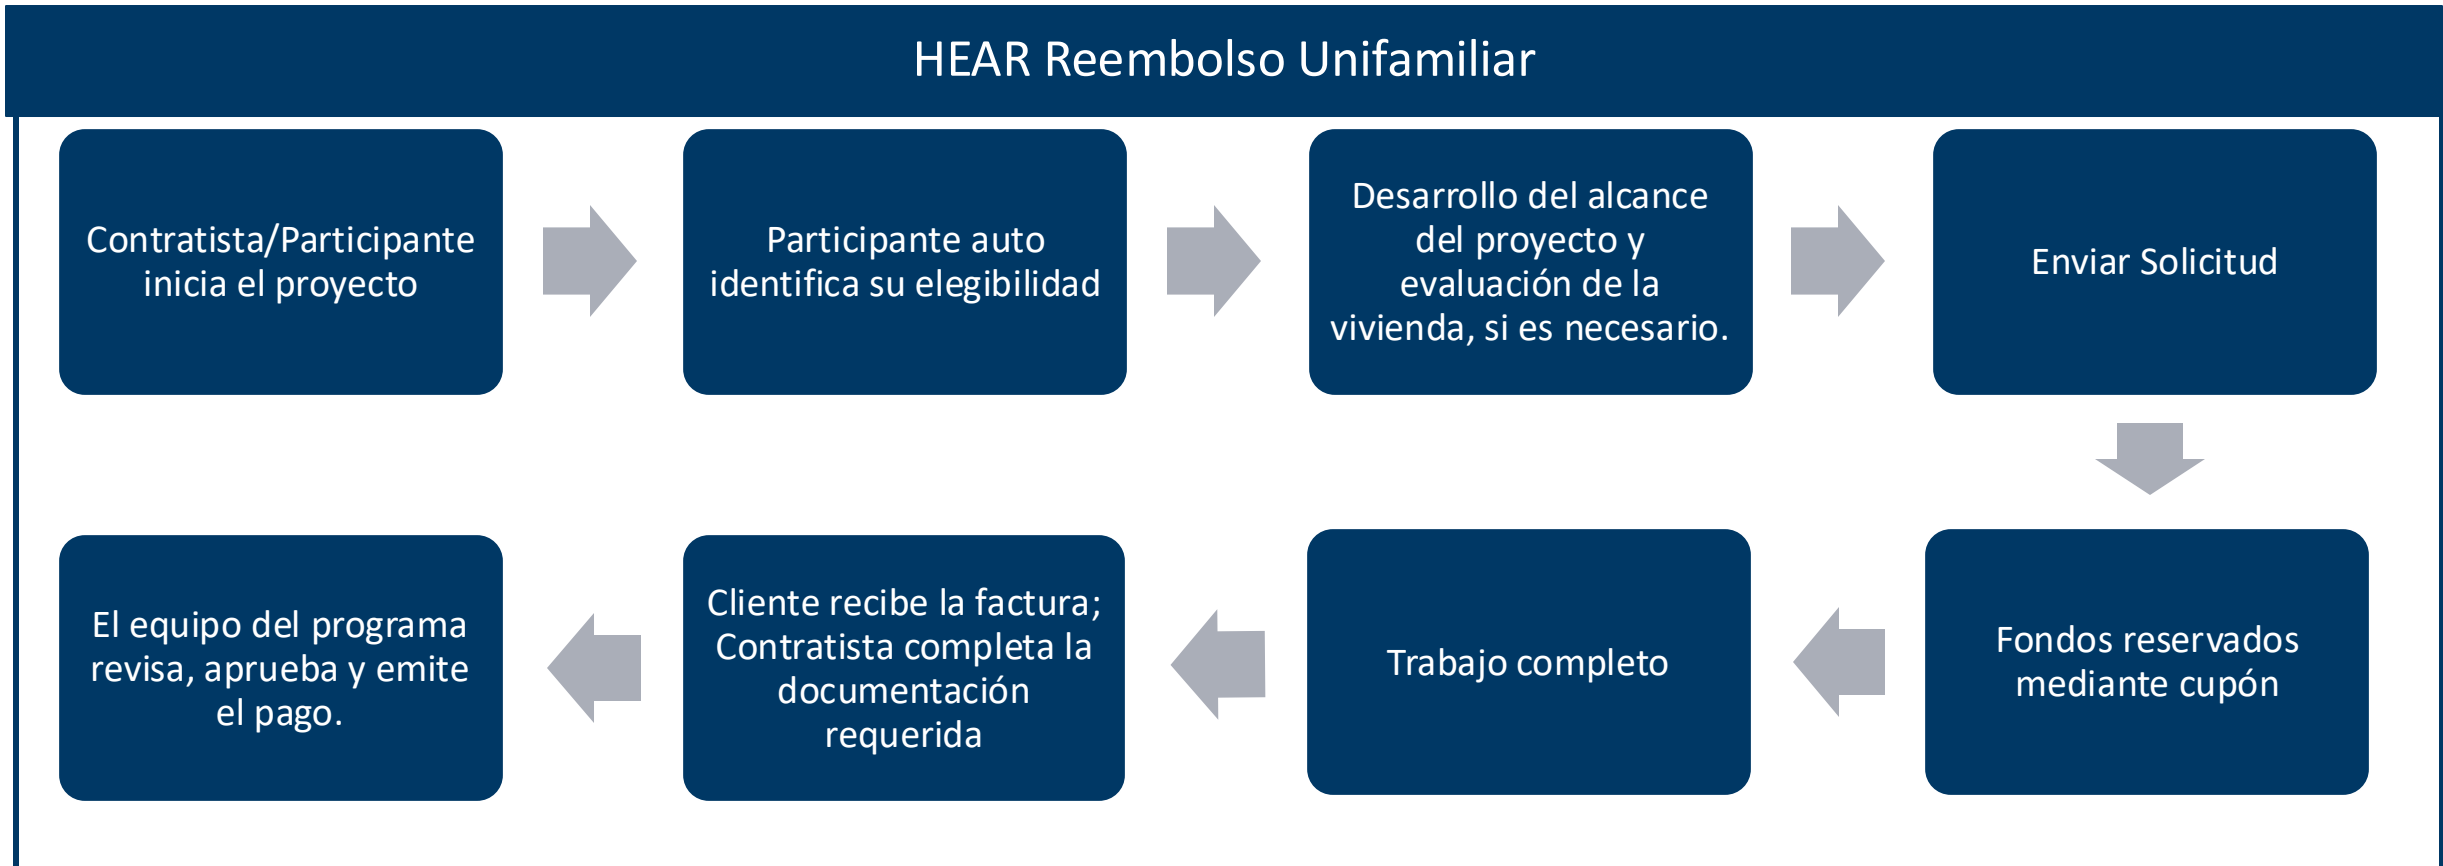 HEAR Reembolso Unifamiliar
Contratista/Participante
inicia el proyecto
Participante auto
identifica su elegibilidad
Desarrollo del alcance
del proyecto y
evaluación de la
vivienda, si es necesario.
Enviar Solicitud
Fondos reservados
mediante cupón
Trabajo completo
Cliente recibe la factura;
Contratista completa la
documentación
requerida
El equipo del programa
revisa, aprueba y emite
el pago.